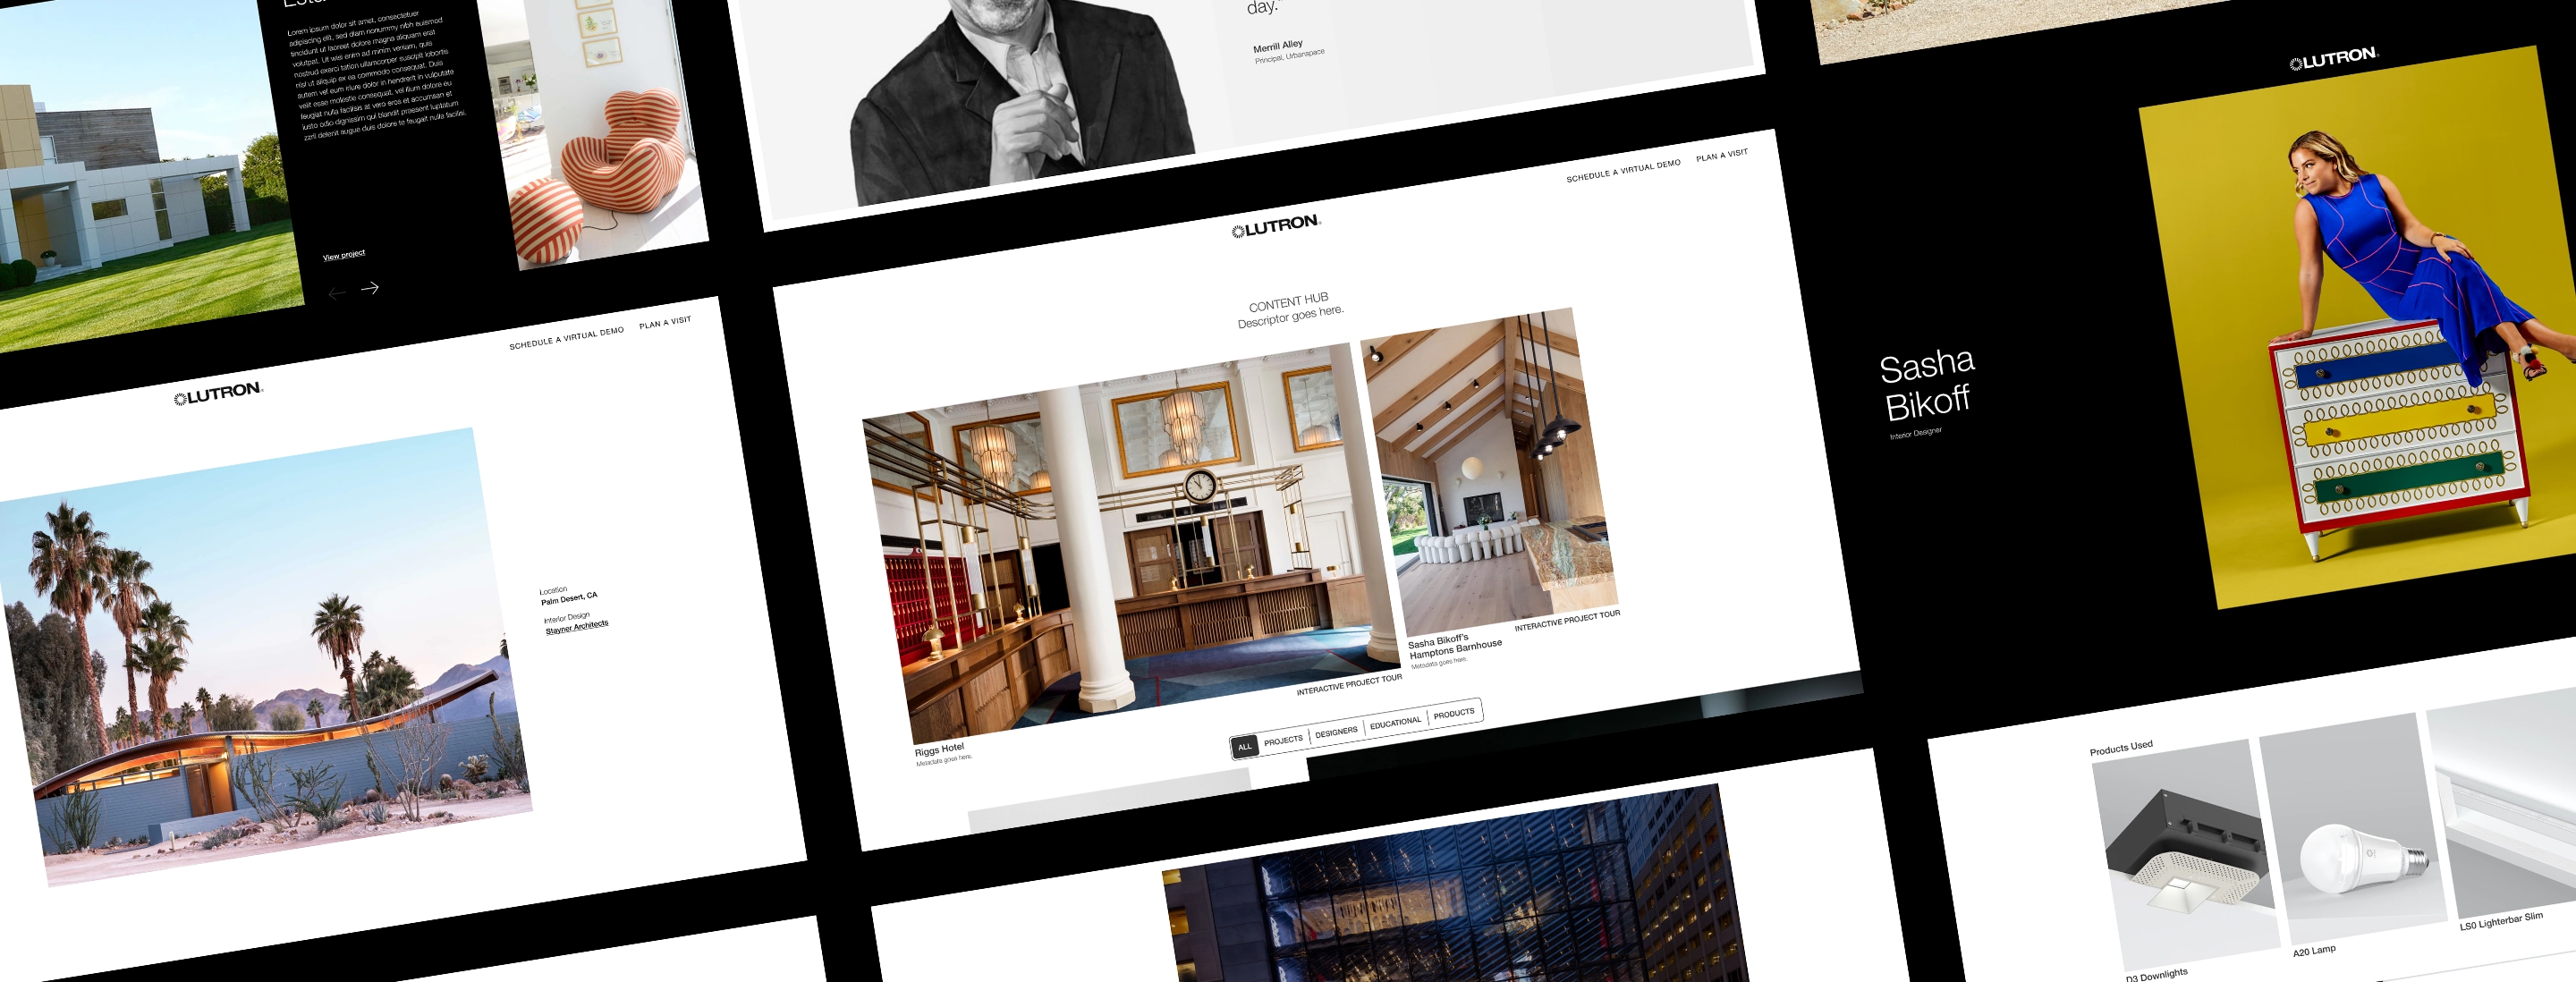 Lorem ipsum dolor sit amet, consectetuer
adipiscing elit, sed diam nonummy nibh euismod
tincidunt ut laoreet dolore magna aliquam erat
volutpat. Ut wisi enim ad minim veniam, quis
nostrud exerci tation ullamcorper suscipit lobortis
nisl ut aliquip ex ea commodo consequat. Duis
autem vel eum iriure dolor in hendrerit in vulputate
velit esse molestie consequat, vel illum dolore eu
feugiat nulla facilisis at vero eros et accumsan et
iusto odio dignissim qui blandit praesent luptatum
zzril delenit augue duis dolore te feugait nulla facilisi.
View project
day."
Merrill Alley
Principal, Urbanspace
LUTRON
Sasha
Bikoff
Interior Designer
SCHEDULE A VIRTUAL DEMO PLAN A VISIT
LUTRON
Location
Palm Desert, CA
Interior Design
Stayner Architects
SCHEDULE A VIRTUAL DEMO PLAN A VISIT
LUTRON
CONTENT HUB
Descriptor goes here.
INTERACTIVE PROJECT TOUR
Riggs Hotel
Metadata goes here.
INTERACTIVE PROJECT TOUR
Sasha Bikoff's
Hamptons Barnhouse
Metadata goes here.
ALL PROJECTS DESIGNERS EDUCATIONAL PRODUCTS
Products Used
D3 Downlights
A20 Lamp
LS0 Lighterbar Slim